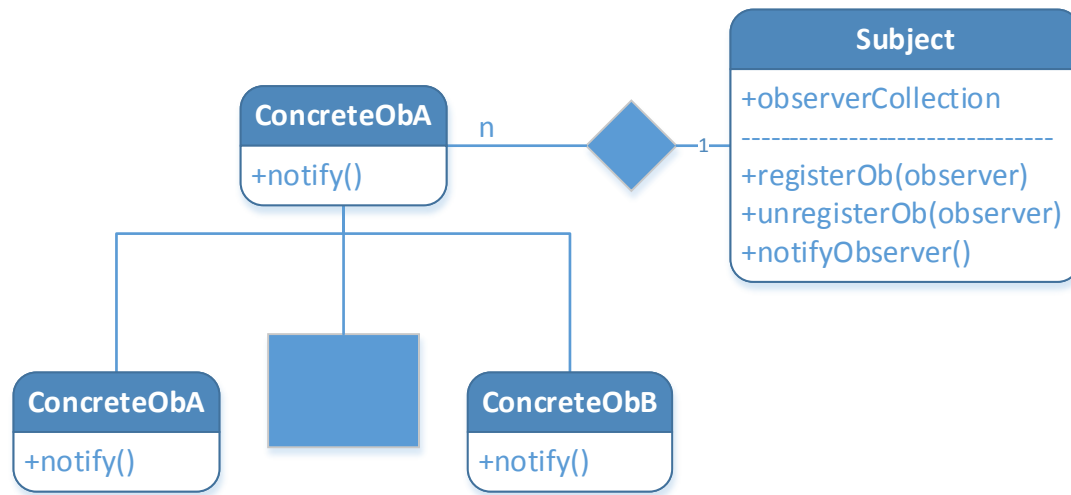 Subject
+observerCollection
---------------------------------
+registerOb(observer)
+unregisterOb(observer)
+notifyObserver()
ConcreteObA
+notify()
n
1
ConcreteObA
+notify()
ConcreteObB
+notify()